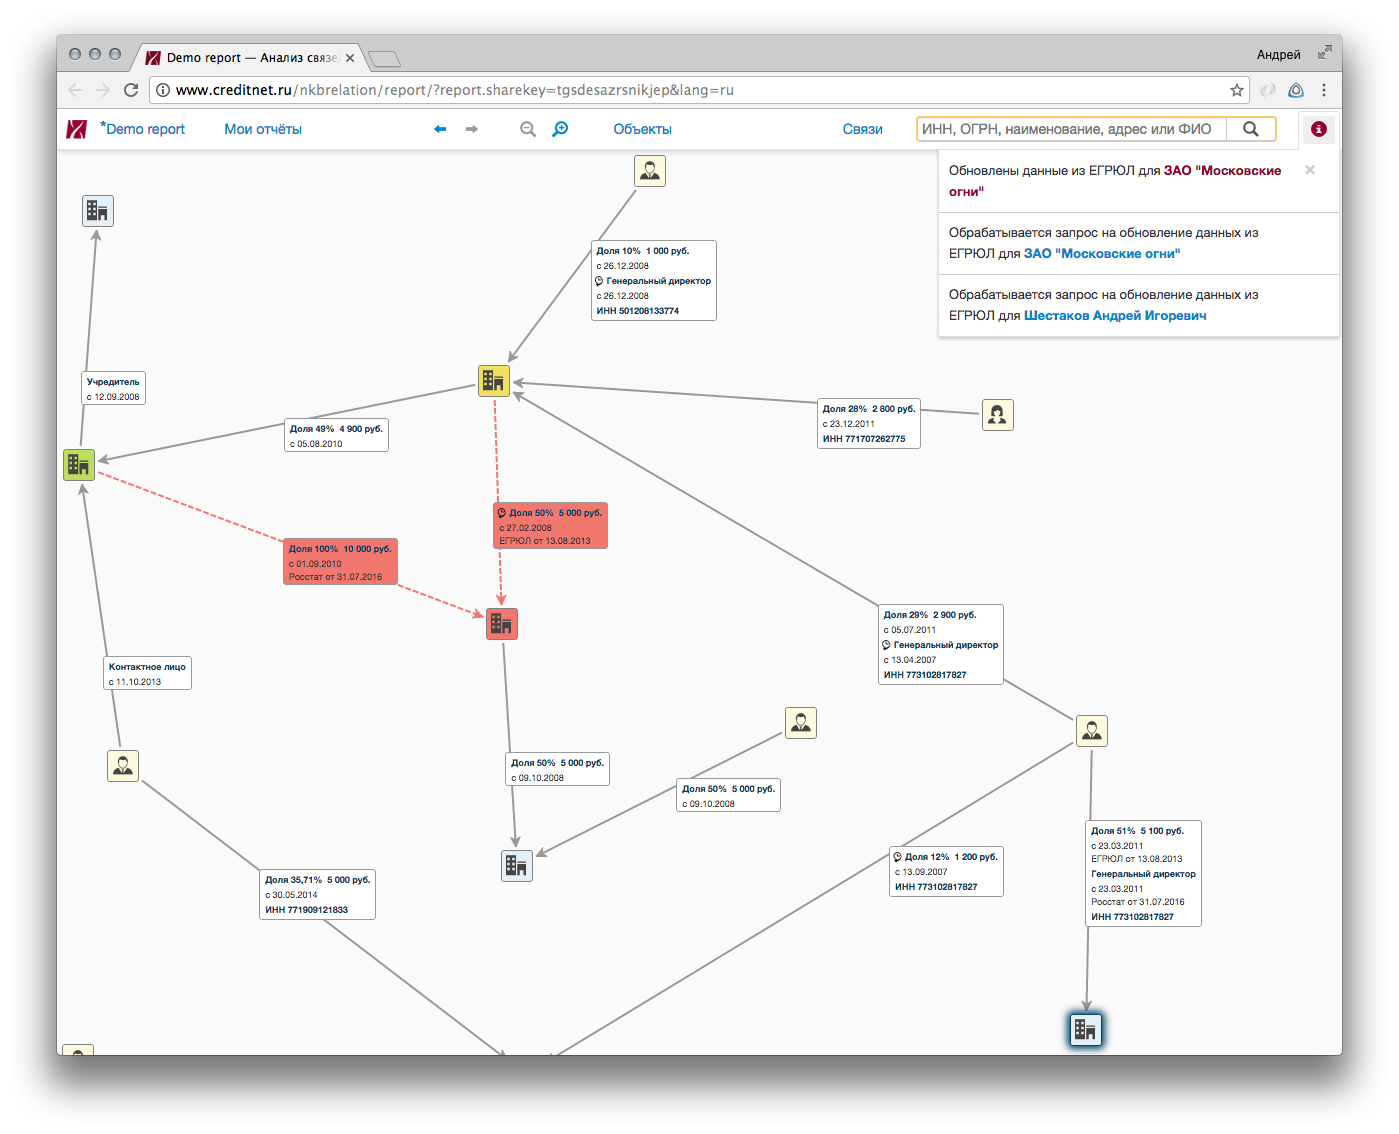 Demo report — Анализ связе
Андрей
www.creditnet.ru/nkbrelation/report/?report.sharekey=tgsdesazrsnikjep&lang=ru
*Demo report
Мои отчёты
Объекты
Связи
ИНН, ОГРН, наименование, адрес или ФИО
Обновлены данные из ЕГРЮЛ для ЗАО "Московские
огни"
Обрабатывается запрос на обновление данных из
ЕГРЮЛ для ЗАО "Московские огни"
Обрабатывается запрос на обновление данных из
ЕГРЮЛ для Шестаков Андрей Игоревич
Доля 10% 1 000 руб.
с 26.12.2008
Генеральный директор
с 26.12.2008
ИНН 501208133774
Учредитель
с 12.09.2008
Доля 49% 4 900 руб.
с 05.08.2010
Доля 28% 2 800 руб.
с 23.12.2011
ИНН 771707262775
Доля 50% 5 000 руб.
с 27.02.2008
ЕГРЮЛ от 13.08.2013
Доля 100% 10 000 руб.
с 01.09.2010
Росстат от 31.07.2016
Доля 29% 2 900 руб.
с 05.07.2011
Генеральный директор
с 13.04.2007
ИНН 773102817827
Контактное лицо
с 11.10.2013
Доля 50% 5 000 руб.
с 09.10.2008
Доля 50% 5 000 руб.
с 09.10.2008
Доля 51% 5 100 руб.
с 23.03.2011
ЕГРЮЛ от 13.08.2013
Генеральный директор
с 23.03.2011
Росстат от 31.07.2016
ИНН 773102817827
Доля 12% 1 200 руб.
с 13.09.2007
ИНН 773102817827
Доля 35,71% 5 000 руб.
с 30.05.2014
ИНН 771909121833